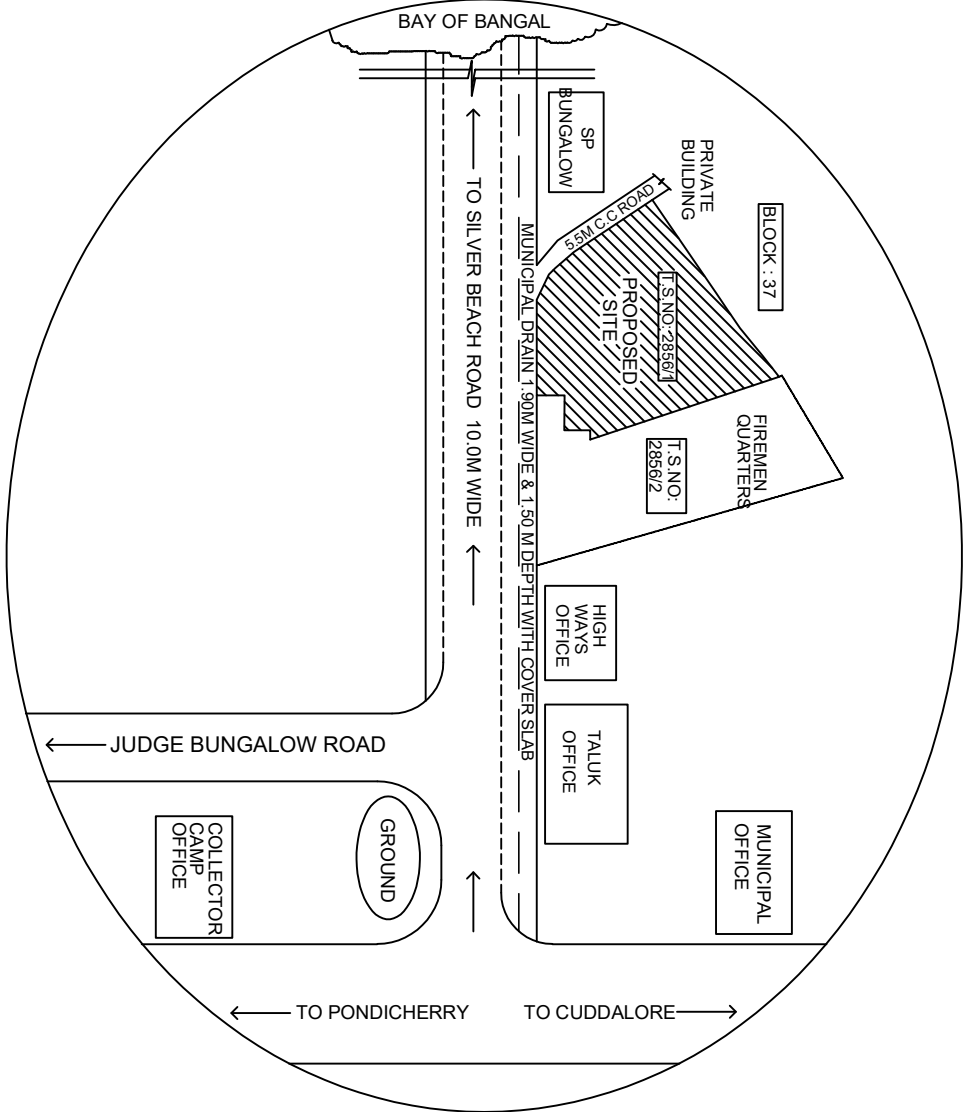 BAY OF BANGAL
SP
BUNGALOW
PRIVATE
BUILDING
BLOCK : 37
5.5M C.C ROAD
T.S.NO: 2856/1
PROPOSED
SITE
FIREMEN
QUARTERS
T.S.NO:
2856/2
TO SILVER BEACH ROAD 10.0M WIDE
MUNICIPAL DRAIN 1.90M WIDE & 1.50 M DEPTH WITH COVER SLAB
HIGH
WAYS
OFFICE
TALUK
OFFICE
JUDGE BUNGALOW ROAD
GROUND
COLLECTOR
CAMP
OFFICE
MUNICIPAL
OFFICE
TO PONDICHERRY
TO CUDDALORE